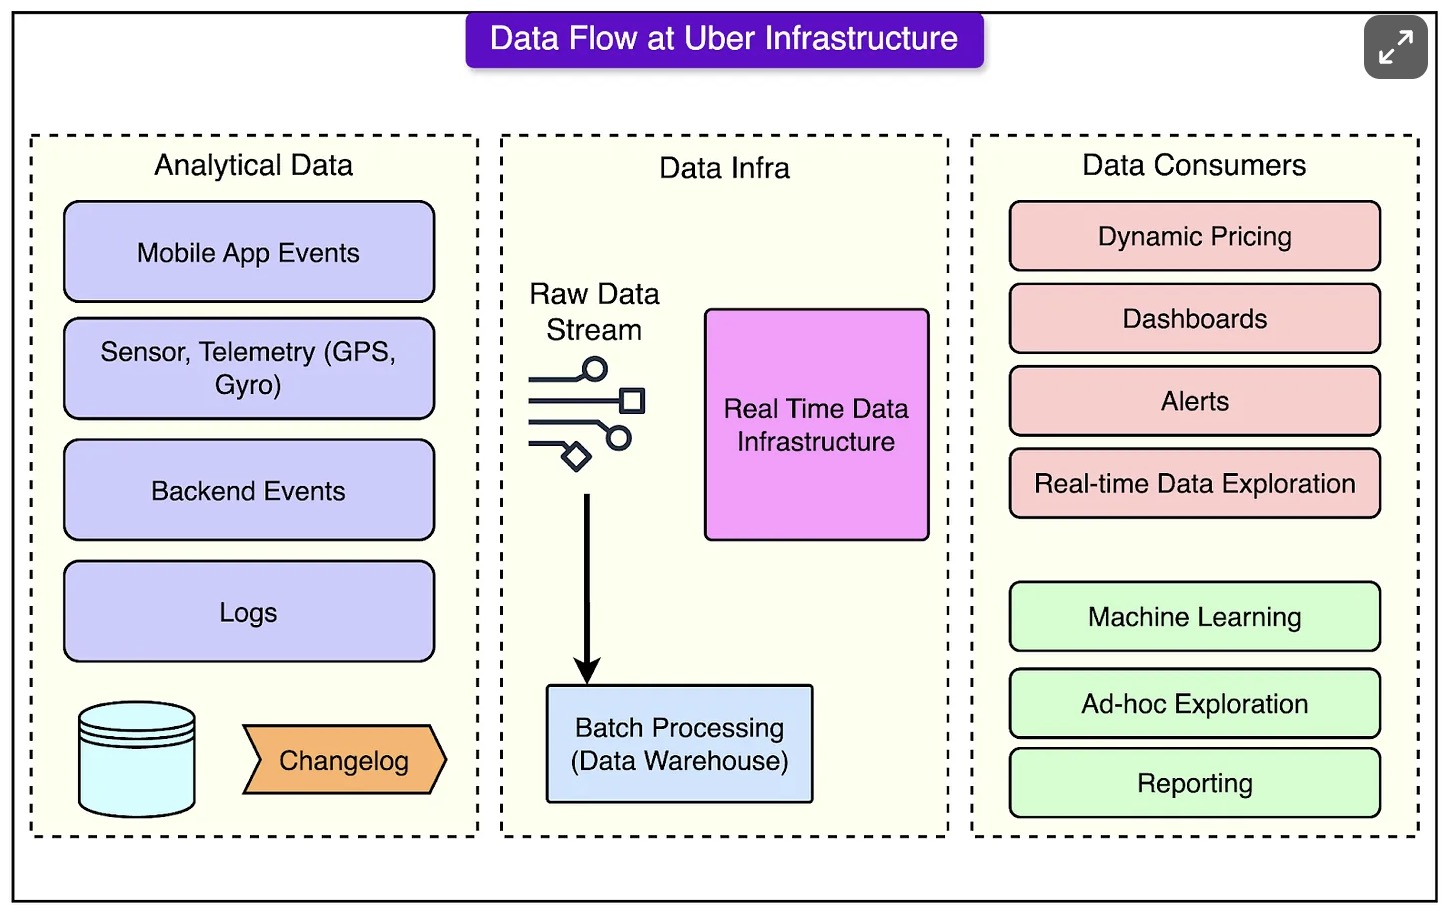 Data Flow at Uber Infrastructure
Analytical Data
Mobile App Events
Sensor, Telemetry (GPS,
Gyro)
Backend Events
Logs
Changelog
Data Infra
Raw Data
Stream
Real Time Data
Infrastructure
Batch Processing
(Data Warehouse)
Data Consumers
Dynamic Pricing
Dashboards
Alerts
Real-time Data Exploration
Machine Learning
Ad-hoc Exploration
Reporting